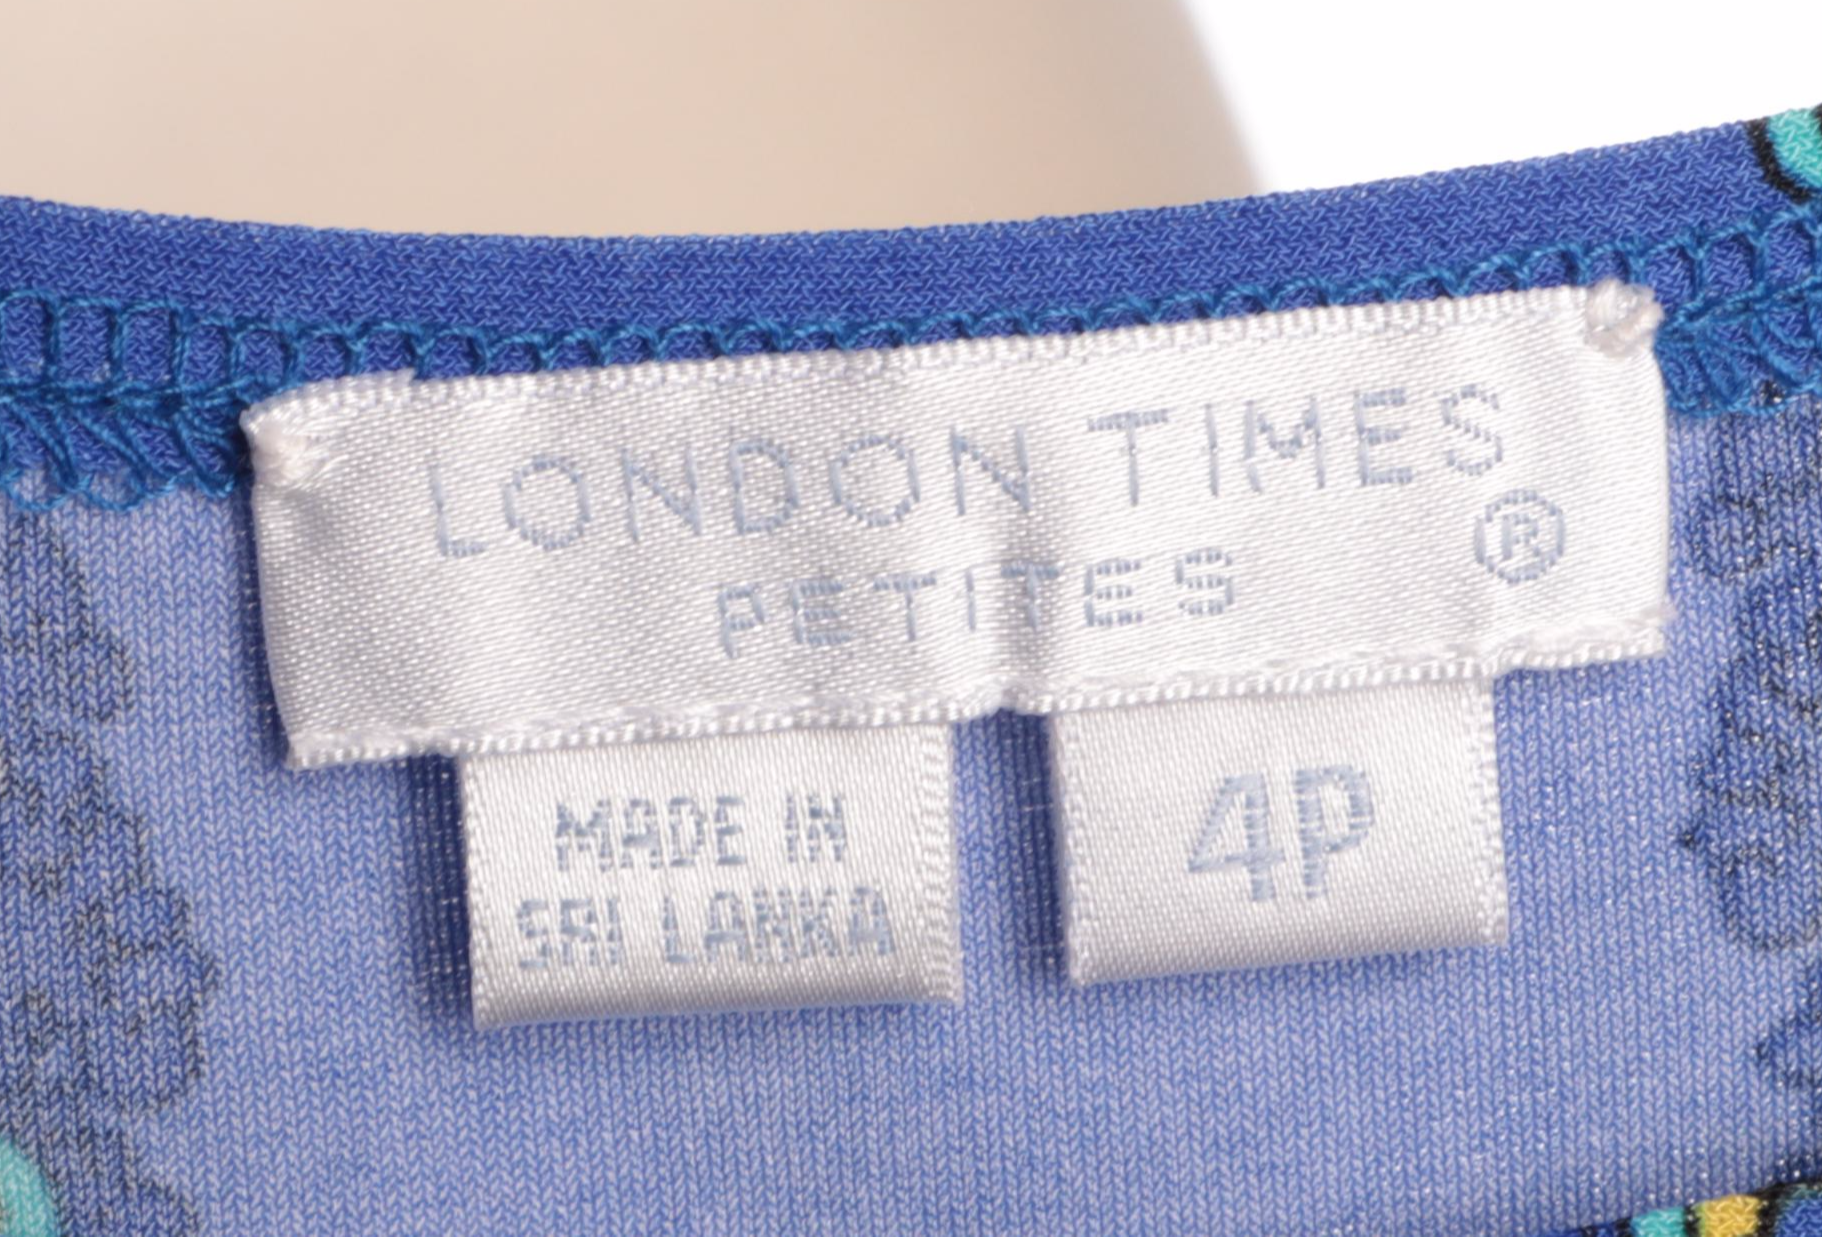 LONDON TIMES
PETITES ®
MADE IN
SRI LANKA
4P